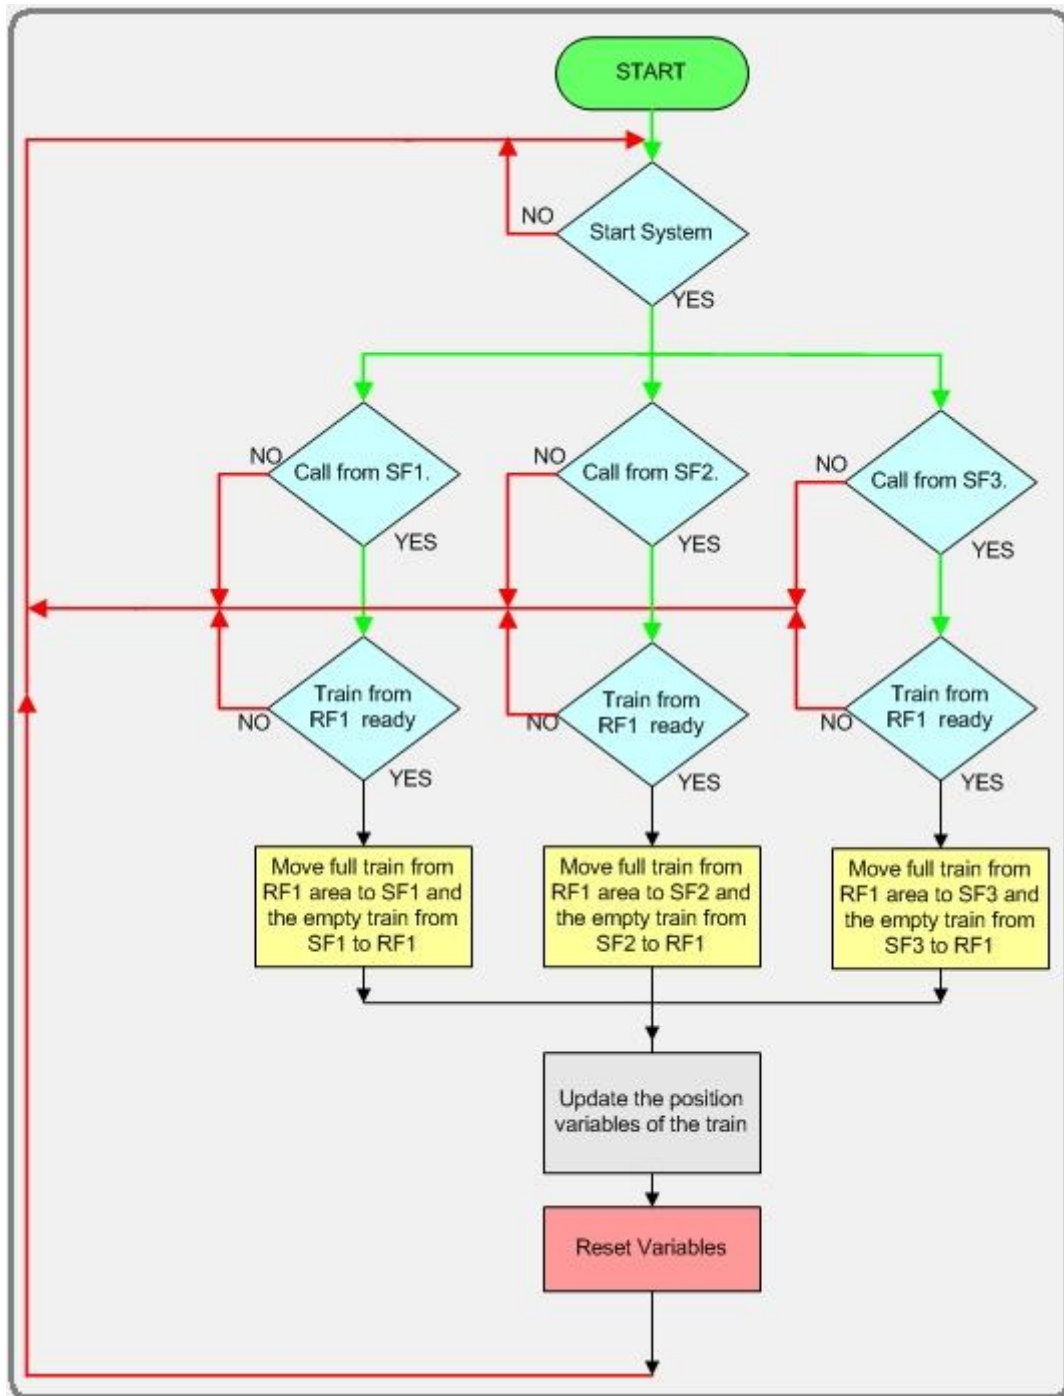 START
NO
Start System
YES
NO
Call from SF1.
YES
NO
Call from SF2.
YES
NO
Call from SF3.
YES
Train from
RF1 ready
NO
YES
Train from
RF1 ready
NO
YES
Train from
RF1 ready
NO
YES
Move full train from
RF1 area to SF1 and
the empty train from
SF1 to RF1
Move full train from
RF1 area to SF2 and
the empty train from
SF2 to RF1
Move full train from
RF1 area to SF3 and
the empty train from
SF3 to RF1
Update the position
variables of the train
Reset Variables